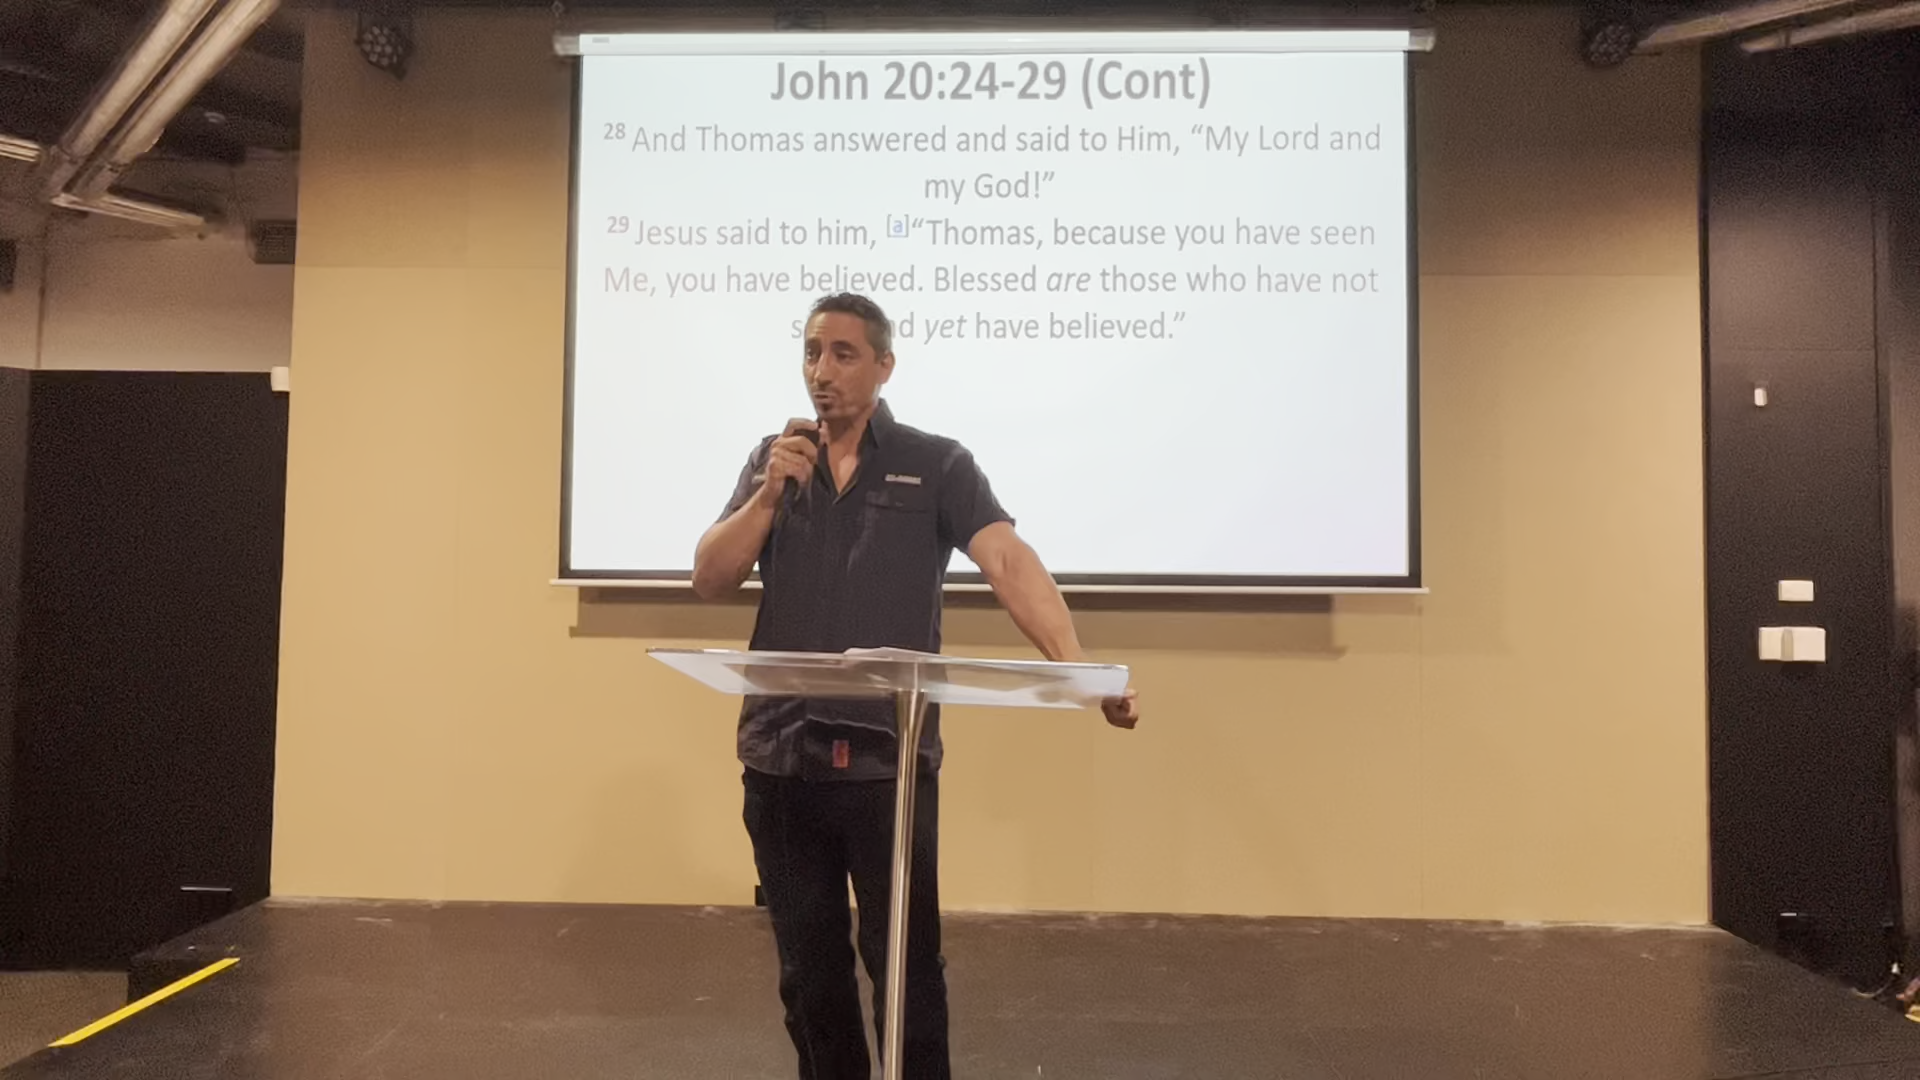 John 20:24-29 (Cont)
28 And Thomas answered and said to Him, “My Lord and
my God!”
29 Jesus said to him, [a]“Thomas, because you have seen
Me, you have believed. Blessed are those who have not
yet have believed.”